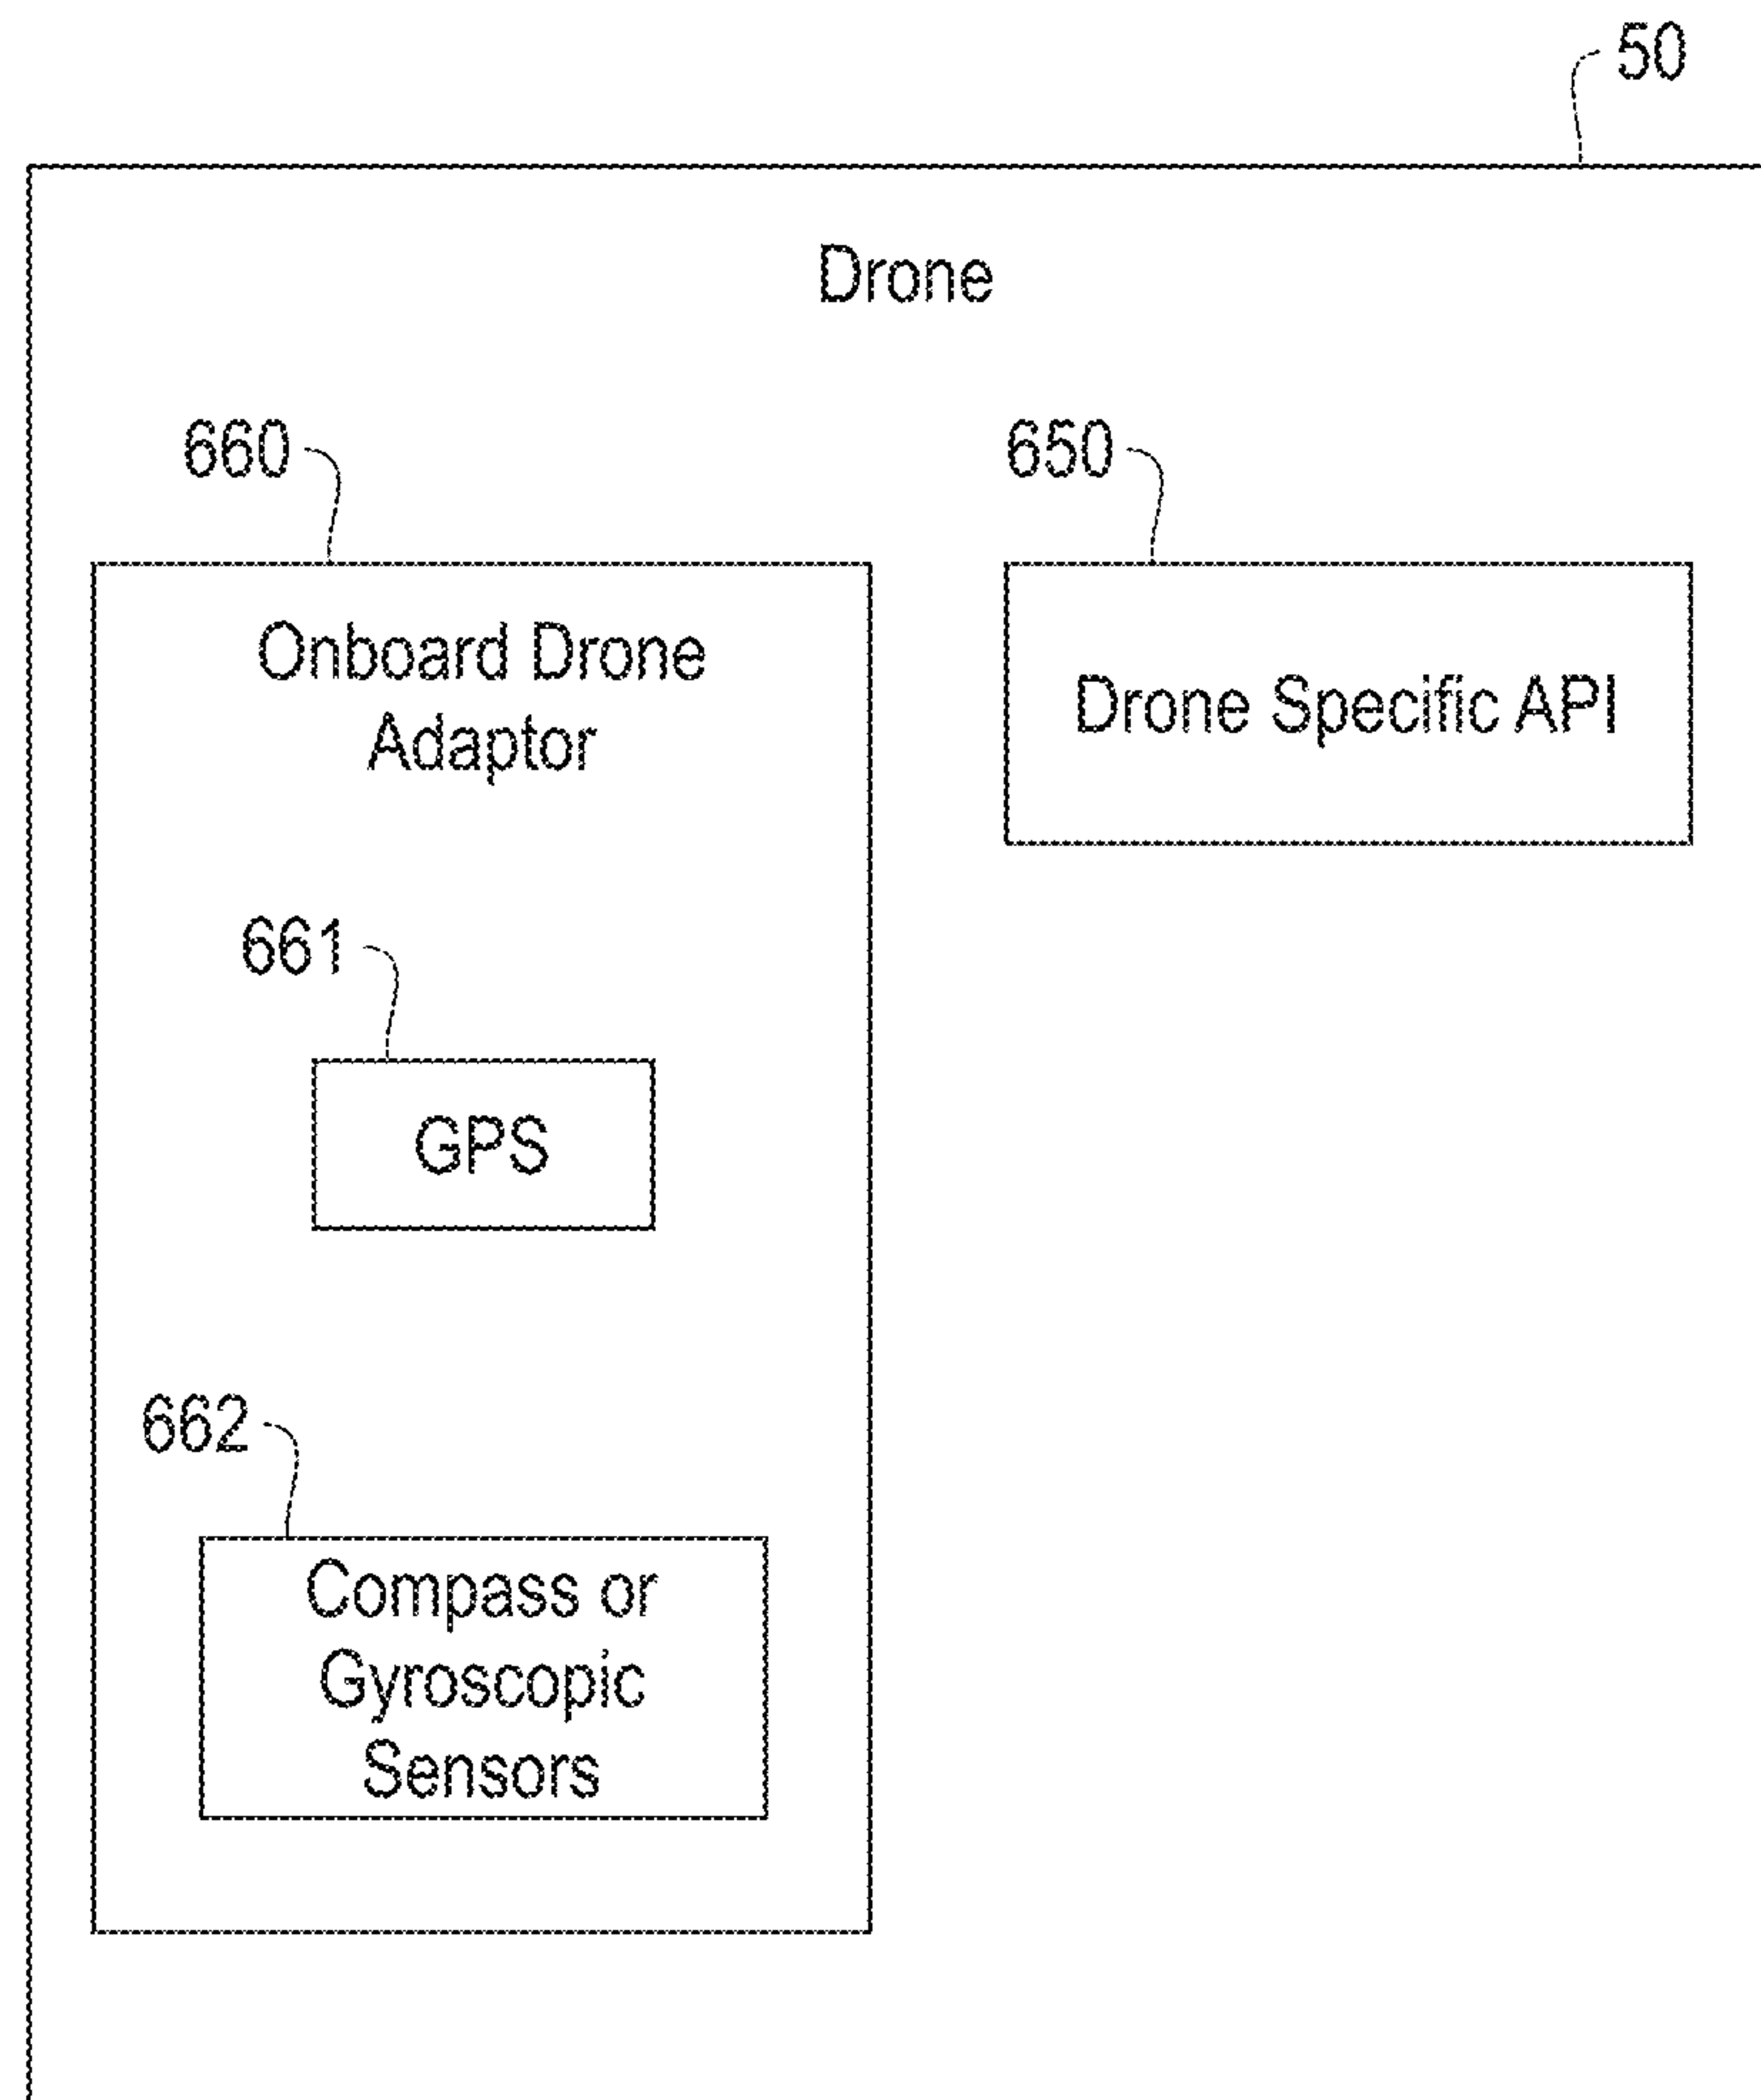 50
Drone
660
650
Onboard Drone
Adaptor
Drone Specific API
661
GPS
662
Compass or
Gyroscopic
Sensors